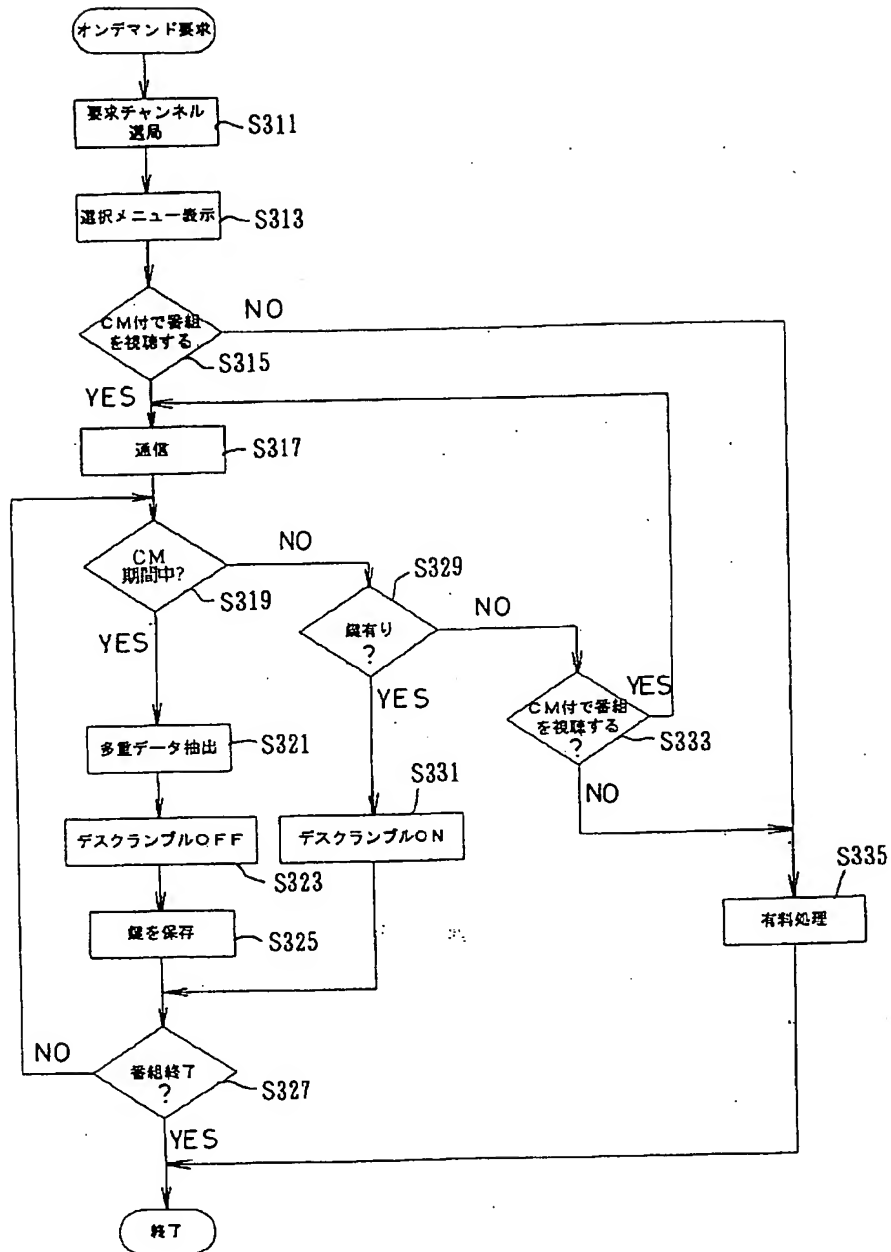 オンデマンド要求
要求チャンネル
選局
S311
選択メニュー表示
S313
CM付で番組
を視聴する
S315
NO
YES
通信
S317
CM
期間中?
S319
NO
YES
鍵有り
?
S329
NO
YES
CM付で番組
を視聴する
?
S333
YES
NO
多重データ抽出
S321
デスクランブルOFF
S323
デスクランブルON
S331
鍵を保存
S325
有料処理
S335
番組終了
?
S327
NO
YES
終了